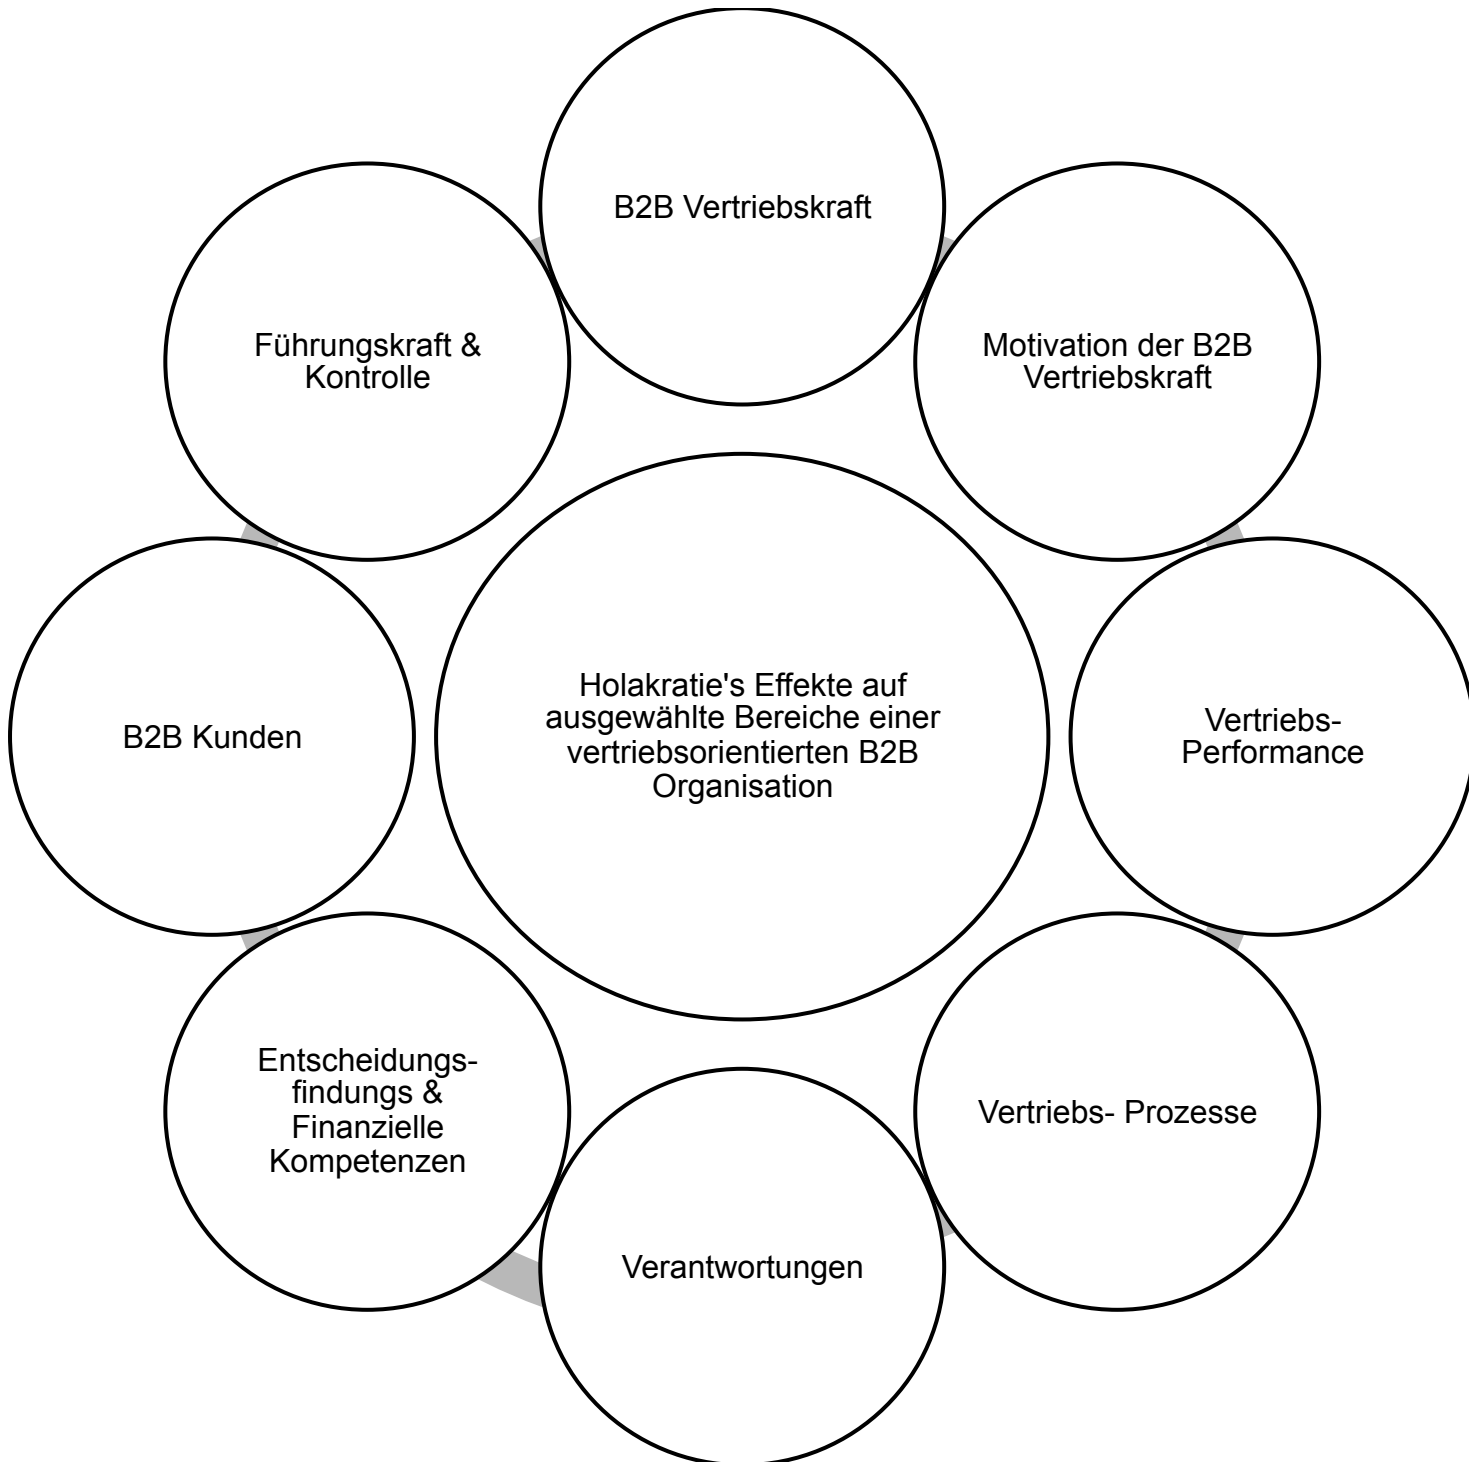 B2B Vertriebskraft
Führungskraft &
Kontrolle
Motivation der B2B
Vertriebskraft
Holakratie's Effekte auf
ausgewählte Bereiche einer
vertriebsorientierten B2B
Organisation
B2B Kunden
Vertriebs-
Performance
Entscheidungs-
findungs &
Finanzielle
Kompetenzen
Vertriebs- Prozesse
Verantwortungen